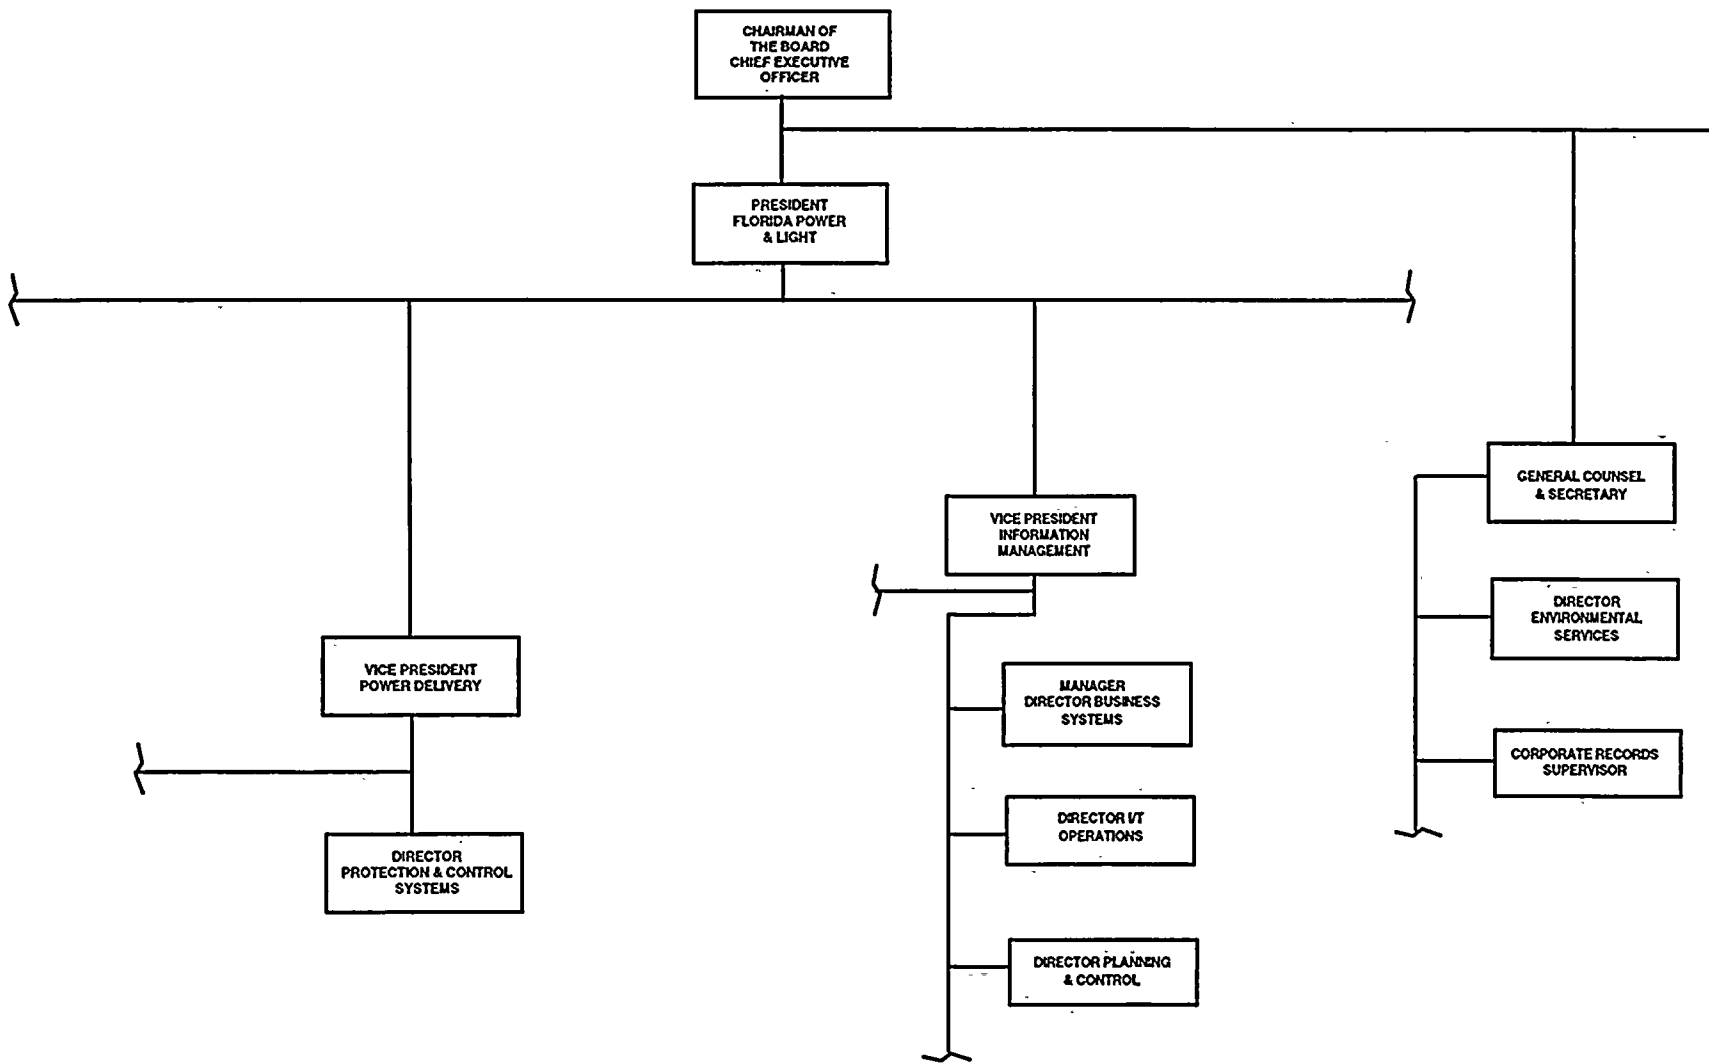 CHAIRMAN OF
THE BOARD
CHIEF EXECUTIVE
OFFICER
PRESIDENT
FLORIDA POWER
& LIGHT
GENERAL COUNSEL
& SECRETARY
VICE PRESIDENT
INFORMATION
MANAGEMENT
DIRECTOR
ENVIRONMENTAL
SERVICES
VICE PRESIDENT
POWER DELIVERY
MANAGER
DIRECTOR BUSINESS
SYSTEMS
CORPORATE RECORDS
SUPERVISOR
DIRECTOR I/T
OPERATIONS
DIRECTOR
PROTECTION & CONTROL
SYSTEMS
DIRECTOR PLANNING
& CONTROL